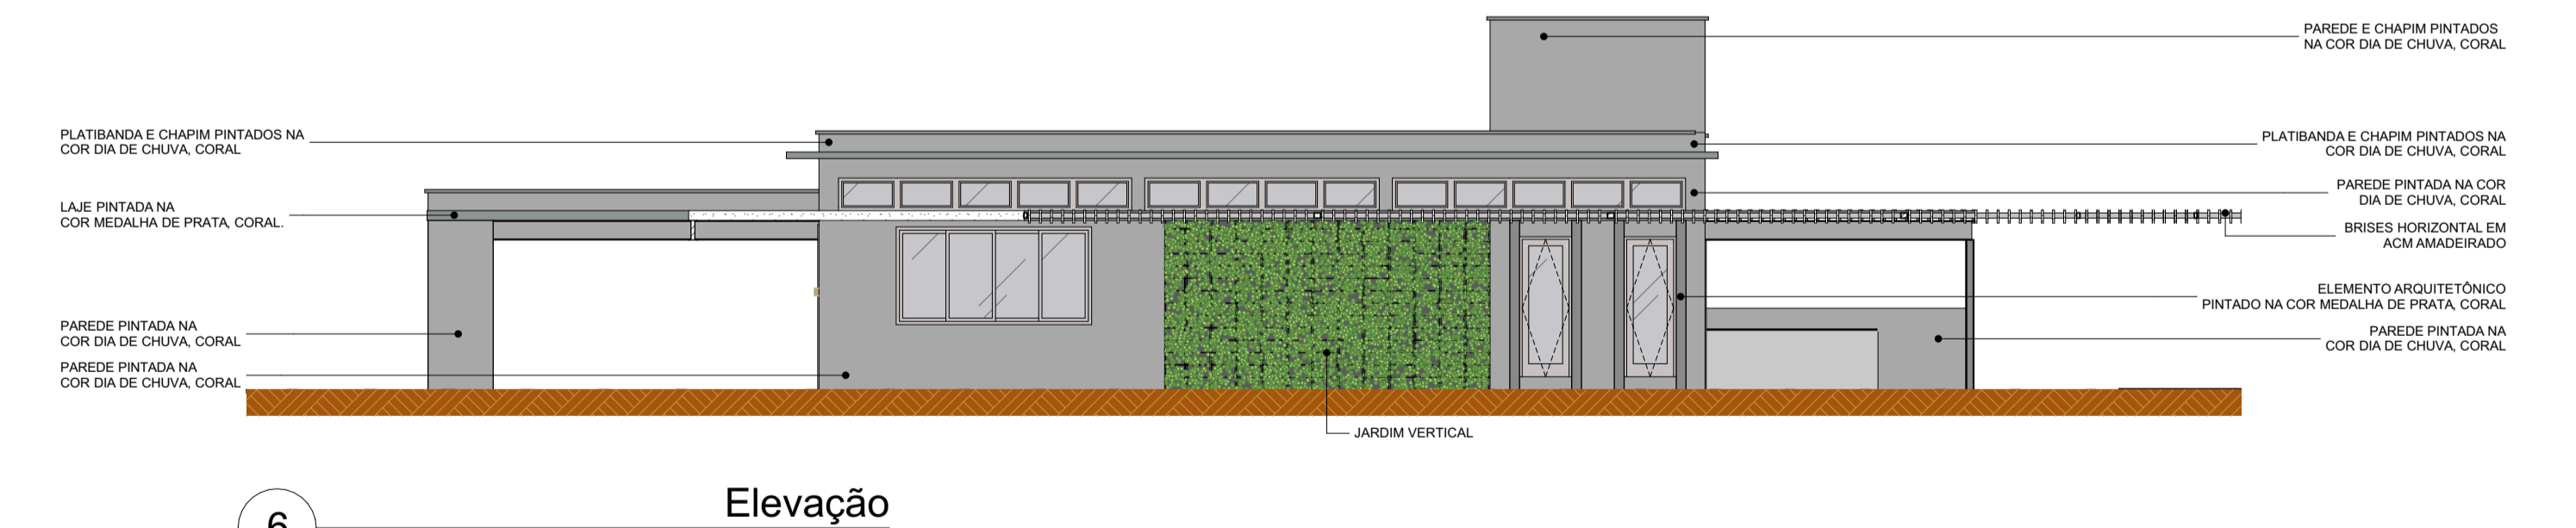 PAREDE E CHAPIM PINTADOS
NA COR DIA DE CHUVA, CORAL
PLATIBANDA E CHAPIM PINTADOS NA
COR DIA DE CHUVA, CORAL
PLATIBANDA E CHAPIM PINTADOS NA
COR DIA DE CHUVA, CORAL
PAREDE PINTADA NA COR
DIA DE CHUVA, CORAL
LAJE PINTADA NA
COR MEDALHA DE PRATA, CORAL.
BRISES HORIZONTAL EM
ACM AMADEIRADO
ELEMENTO ARQUITETÔNICO
PINTADO NA COR MEDALHA DE PRATA, CORAL
PAREDE PINTADA NA
COR DIA DE CHUVA, CORAL
PAREDE PINTADA NA
COR DIA DE CHUVA, CORAL
PAREDE PINTADA NA
COR DIA DE CHUVA, CORAL
JARDIM VERTICAL
Elevação
6